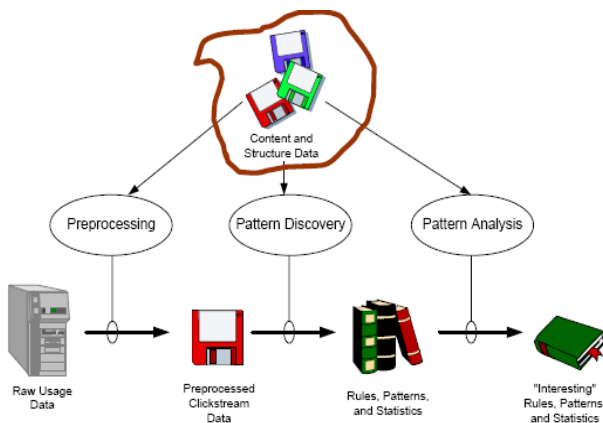 Content and
Structure Data
Preprocessing
Pattern Discovery
Pattern Analysis
Raw Usage
Data
Preprocessed
Clickstream
Data
Rules, Patterns,
and Statistics
"Interesting"
Rules, Patterns,
and Statistics